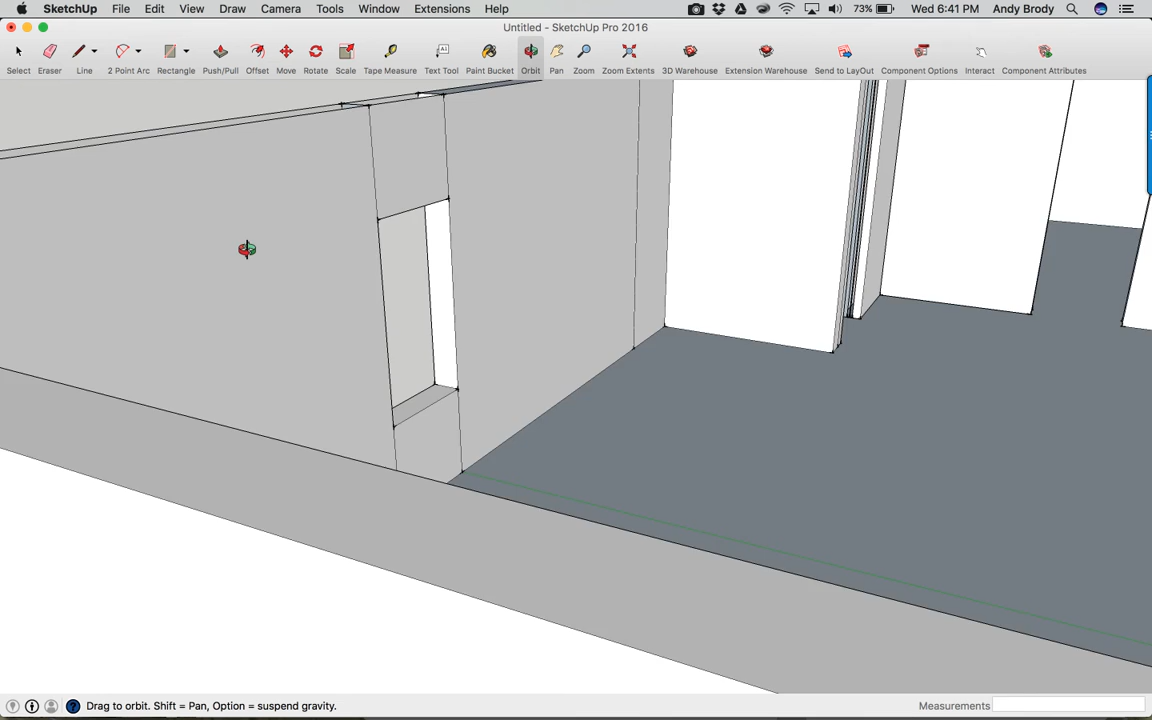 SketchUp File Edit View Draw Camera Tools Window Extensions Help 73% Wed 6:41 PM Andy Brody
Untitled - SketchUp Pro 2016
A1
Select Eraser Line 2 Point Arc Rectangle Push/Pull Offset Move Rotate Scale Tape Measure Text Tool Paint Bucket Orbit Pan Zoom Zoom Extents 3D Warehouse Extension Warehouse Send to LayOut Component Options Interact Component Attributes
? Drag to orbit. Shift = Pan, Option = suspend gravity. Measurements